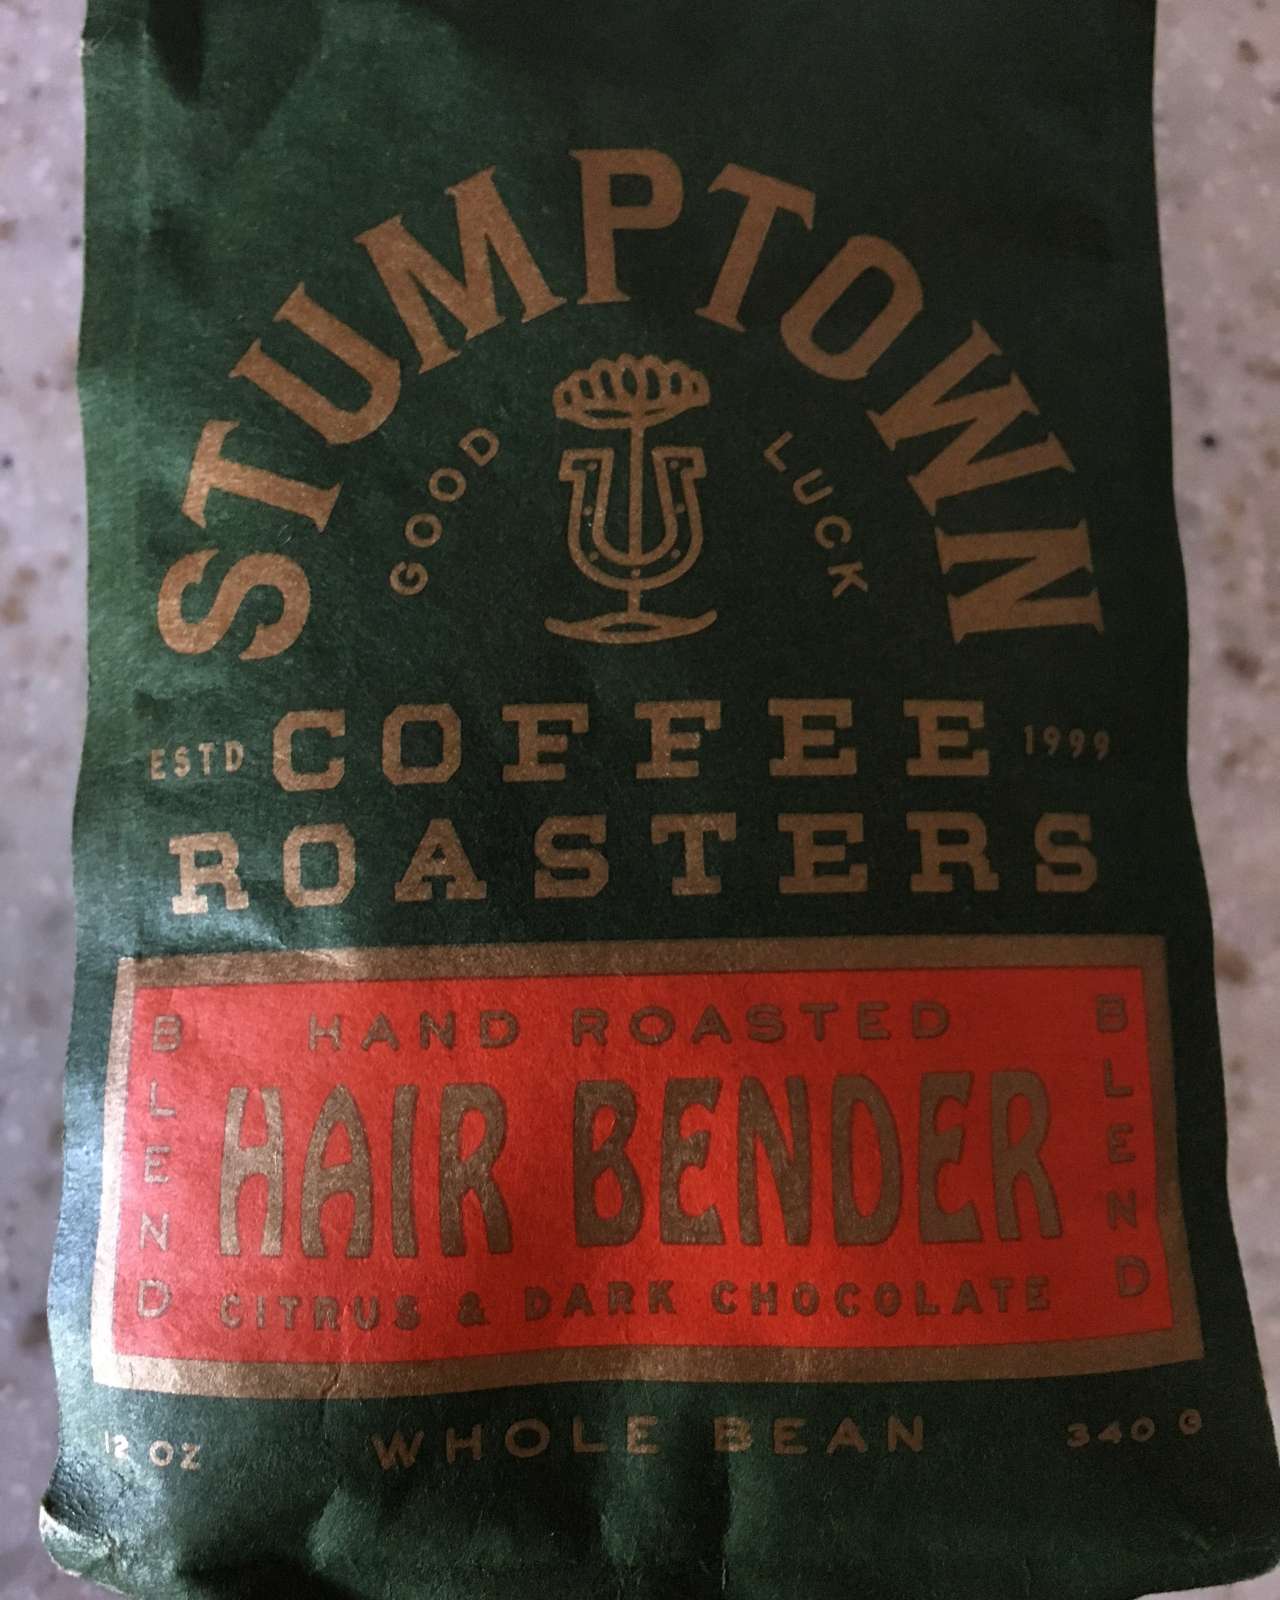 STUMPTOWN
GOOD LUCK
ESTD COFFEE 1999
ROASTERS
BLEND
HAND ROASTED
HAIR BENDER
CITRUS & DARK CHOCOLATE
BLEND
12 OZ WHOLE BEAN 340 G